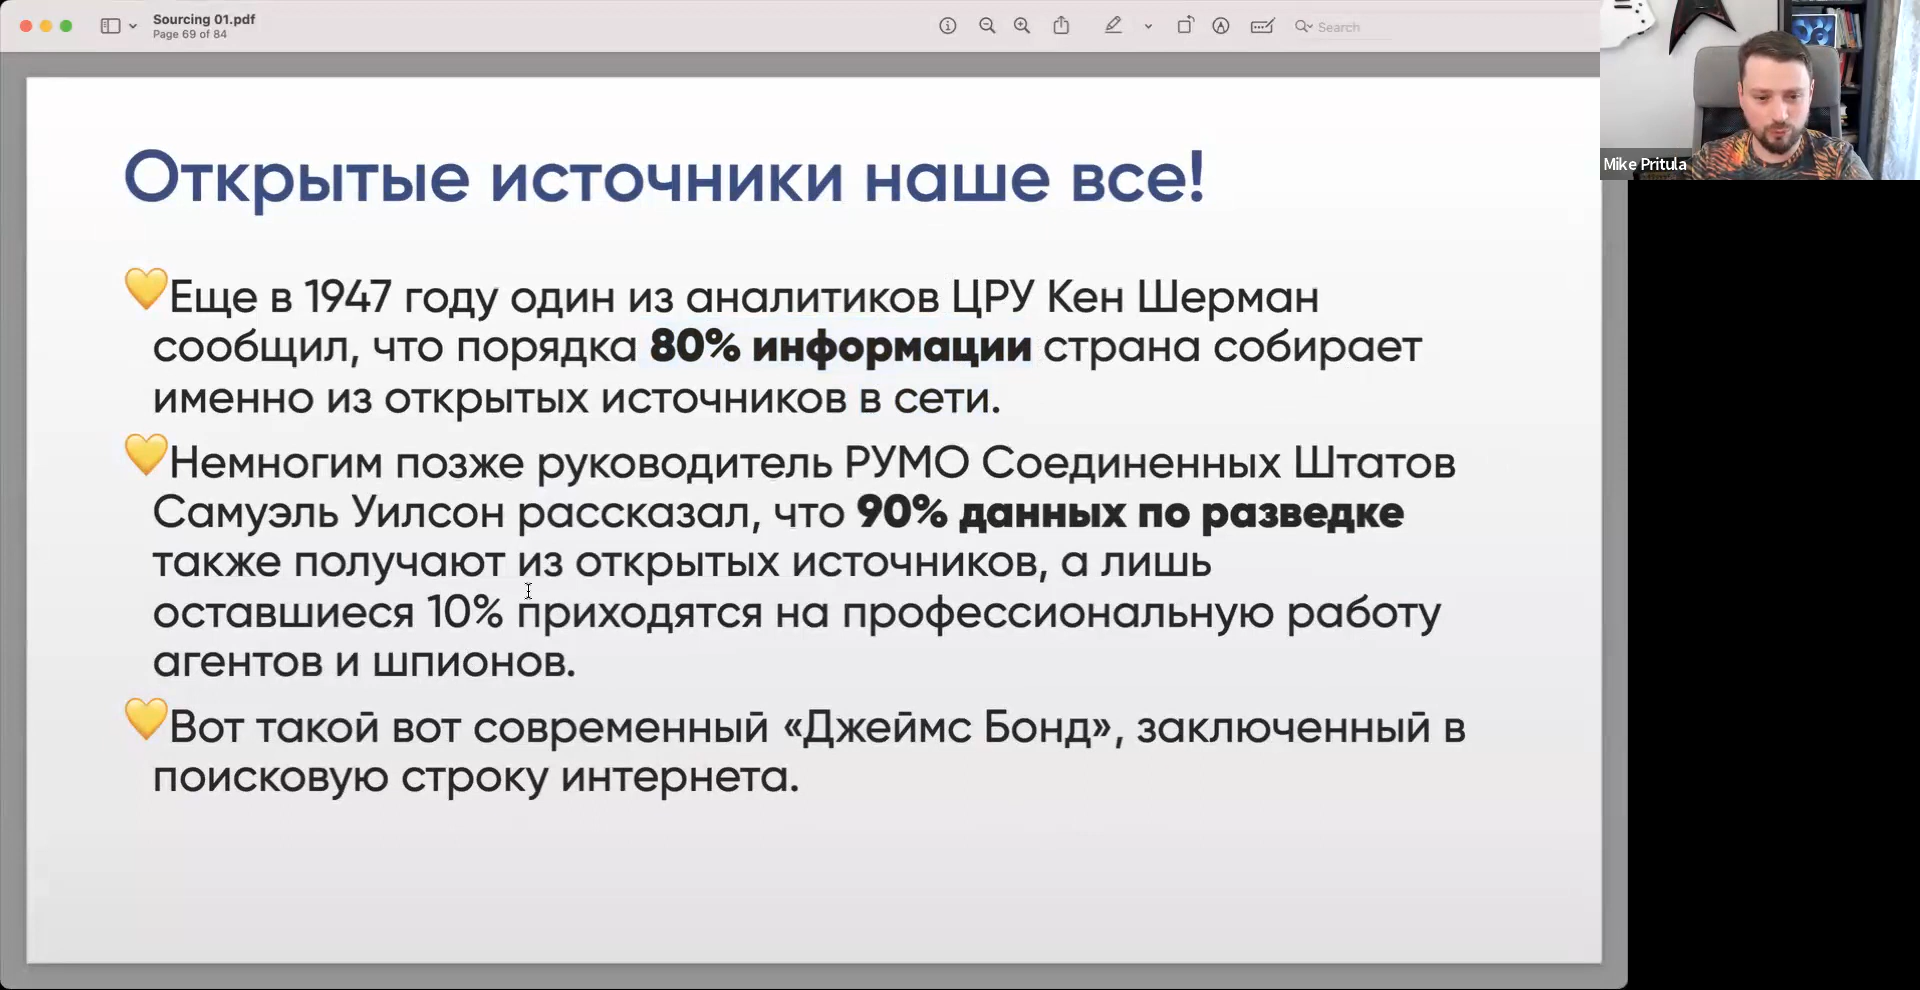 Sourcing 01.pdf
Page 69 of 84
Search
Mike Pritula
Открытые источники наше все!
Еще в 1947 году один из аналитиков ЦРУ Кен Шерман
сообщил, что порядка 80% информации страна собирает
именно из открытых источников в сети.
Немногим позже руководитель РУМО Соединенных Штатов
Самуэль Уилсон рассказал, что 90% данных по разведке
также получают из открытых источников, а лишь
оставшиеся 10% приходятся на профессиональную работу
агентов и шпионов.
Вот такой вот современный «Джеймс Бонд», заключенный в
поисковую строку интернета.